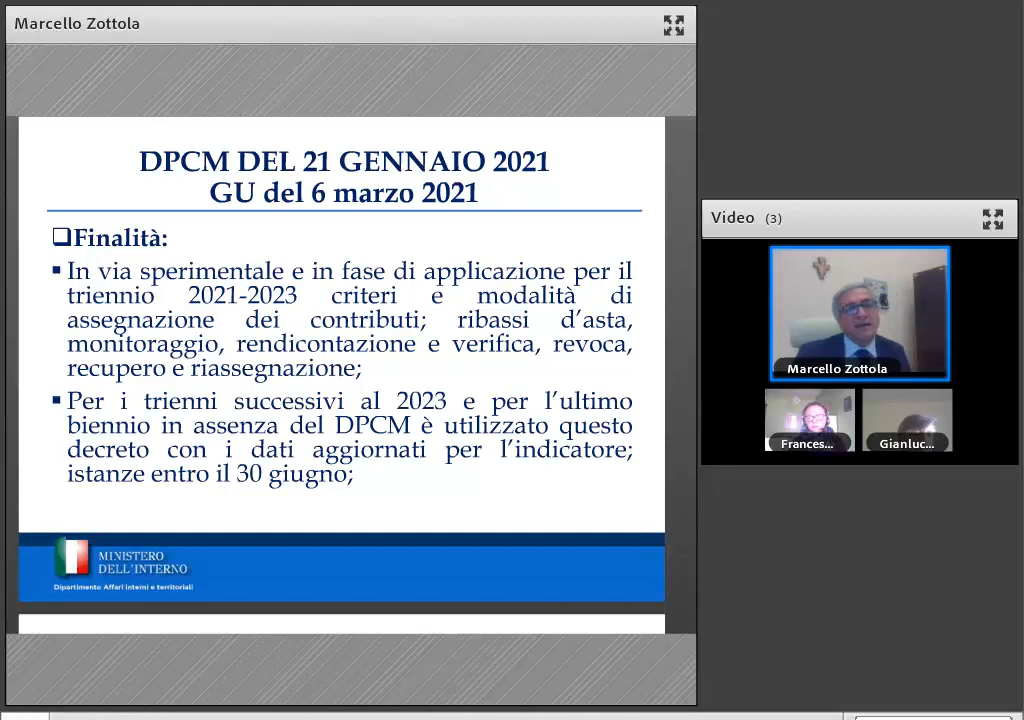 Marcello Zottola
DPCM DEL 21 GENNAIO 2021
GU del 6 marzo 2021
❑Finalità:
▪ In via sperimentale e in fase di applicazione per il
triennio 2021-2023 criteri e modalità di
assegnazione dei contributi; ribassi d’asta,
monitoraggio, rendicontazione e verifica, revoca,
recupero e riassegnazione;
▪ Per i trienni successivi al 2023 e per l’ultimo
biennio in assenza del DPCM è utilizzato questo
decreto con i dati aggiornati per l’indicatore;
istanze entro il 30 giugno;
MINISTERO
DELL'INTERNO
Dipartimento Affari interni e territoriali
Video (3)
Marcello Zottola
Frances...
Gianluc...